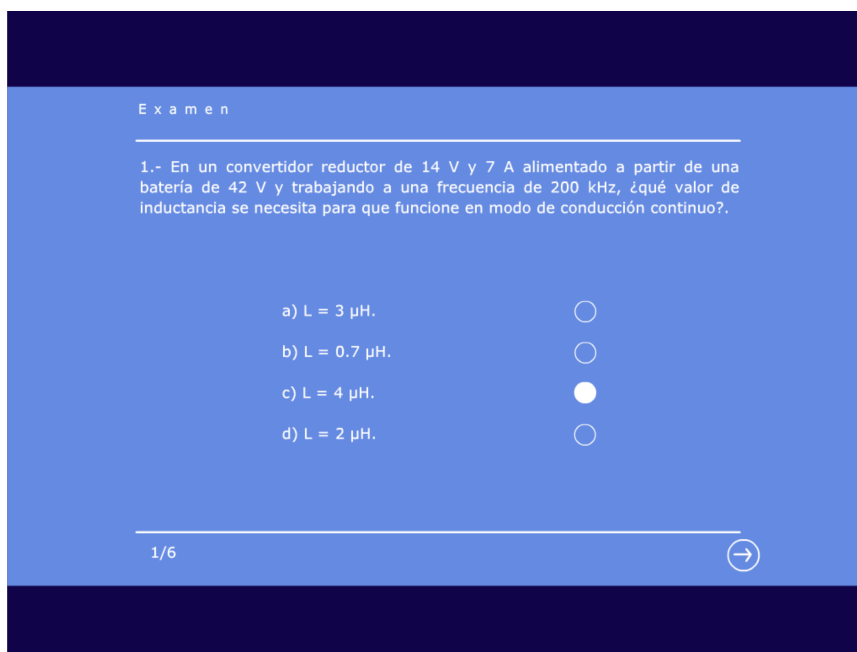 Examen
1.- En un convertidor reductor de 14 V y 7 A alimentado a partir de una
batería de 42 V y trabajando a una frecuencia de 200 kHz, ¿qué valor de
inductancia se necesita para que funcione en modo de conducción continuo?.
a) L = 3 µH.
b) L = 0.7 µH.
c) L = 4 µH.
d) L = 2 µH.
1/6